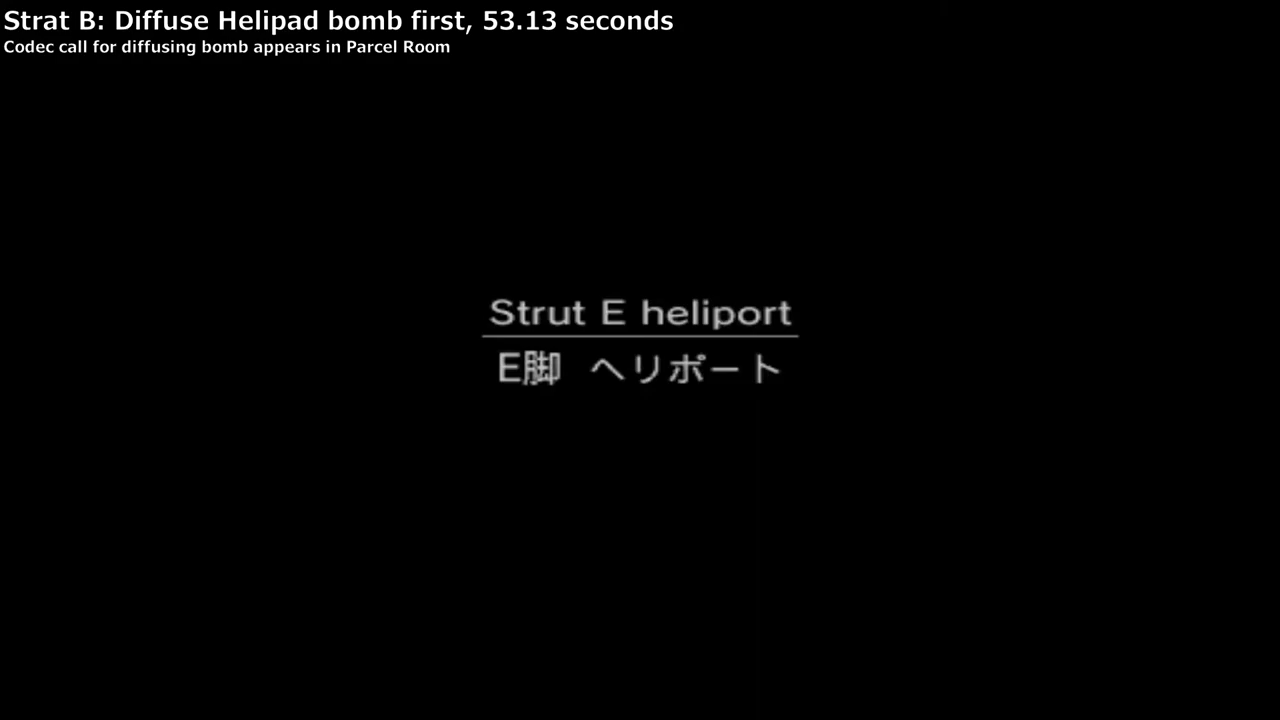 Strat B: Diffuse Helipad bomb first, 53.13 seconds
Codec call for diffusing bomb appears in Parcel Room
Strut E heliport
E脚 ヘリポート